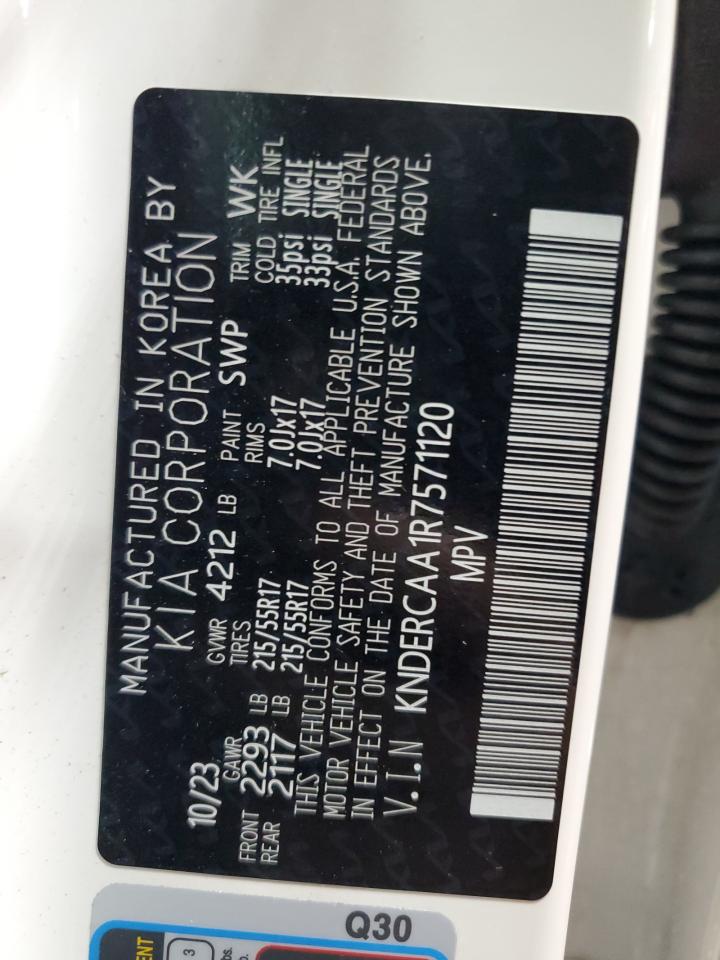 MANUFACTURED IN KOREA BY
KIA CORPORATION
10/23 GVWR 4212 LB PAINT SWP TRIM WK
GAWR TIRES RIMS COLD TIRE INFL
FRONT 2293 LB 215/55R17 7.0Jx17 35psi SINGLE
REAR 2117 LB 215/55R17 7.0Jx17 33psi SINGLE
THIS VEHICLE CONFORMS TO ALL APPLICABLE U.S.A. FEDERAL
MOTOR VEHICLE SAFETY AND THEFT PREVENTION STANDARDS
IN EFFECT ON THE DATE OF MANUFACTURE SHOWN ABOVE.
V.I.N KNDERCAA1R7571120
MPV
Q30
ENT
3